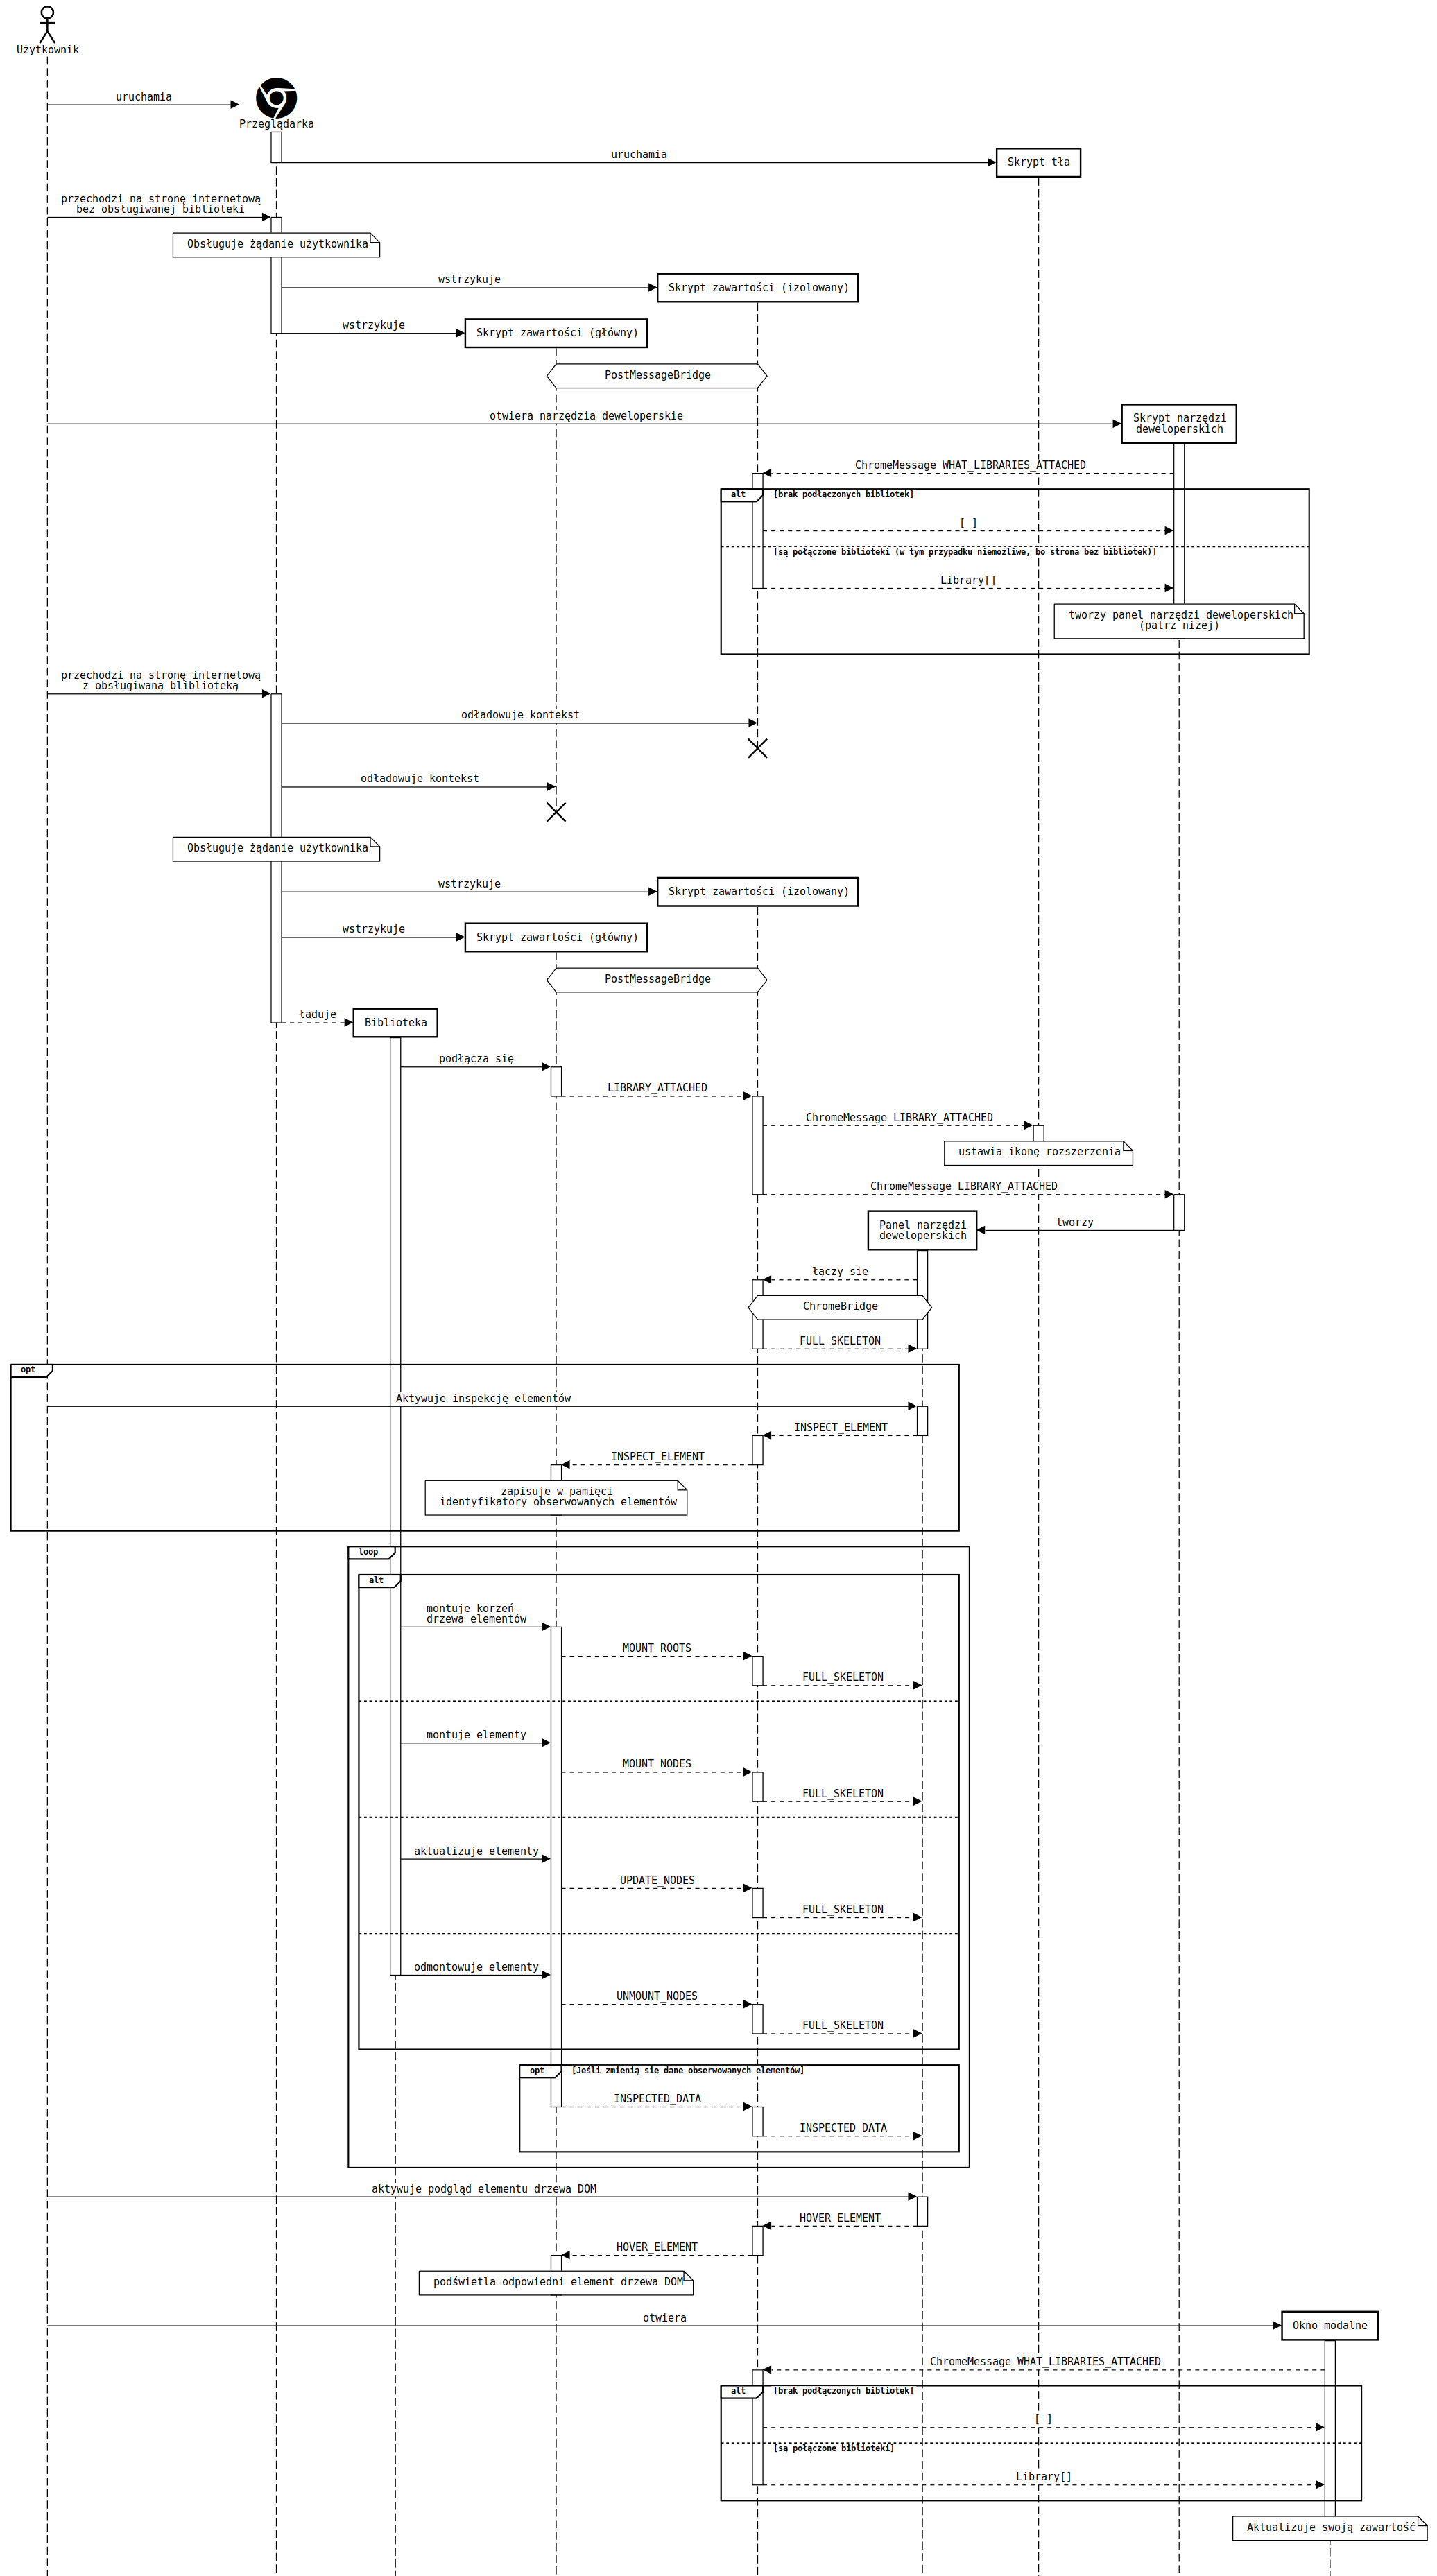 Użytkownik
uruchamia
Przeglądarka
uruchamia
Skrypt tła
przechodzi na stronę internetową
bez obsługiwanej biblioteki
Obsługuje żądanie użytkownika
wstrzykuje
Skrypt zawartości (izolowany)
wstrzykuje
Skrypt zawartości (główny)
PostMessageBridge
otwiera narzędzia deweloperskie
Skrypt narzędzi
deweloperskich
ChromeMessage WHAT_LIBRARIES_ATTACHED
alt
[brak podłączonych bibliotek]
[ ]
[są połączone biblioteki (w tym przypadku niemożliwe, bo strona bez bibliotek)]
Library[]
tworzy panel narzędzi deweloperskich
(patrz niżej)
przechodzi na stronę internetową
z obsługiwaną bliblioteką
odładowuje kontekst
odładowuje kontekst
Obsługuje żądanie użytkownika
wstrzykuje
Skrypt zawartości (izolowany)
wstrzykuje
Skrypt zawartości (główny)
PostMessageBridge
ładuje
Biblioteka
podłącza się
LIBRARY_ATTACHED
ChromeMessage LIBRARY_ATTACHED
ustawia ikonę rozszerzenia
ChromeMessage LIBRARY_ATTACHED
Panel narzędzi
deweloperskich
tworzy
łączy się
ChromeBridge
FULL_SKELETON
opt
Aktywuje inspekcję elementów
INSPECT_ELEMENT
INSPECT_ELEMENT
zapisuje w pamięci
identyfikatory obserwowanych elementów
loop
alt
montuje korzeń
drzewa elementów
MOUNT_ROOTS
FULL_SKELETON
montuje elementy
MOUNT_NODES
FULL_SKELETON
aktualizuje elementy
UPDATE_NODES
FULL_SKELETON
odmontowuje elementy
UNMOUNT_NODES
FULL_SKELETON
opt
[Jeśli zmienią się dane obserwowanych elementów]
INSPECTED_DATA
INSPECTED_DATA
aktywuje podgląd elementu drzewa DOM
HOVER_ELEMENT
HOVER_ELEMENT
podświetla odpowiedni element drzewa DOM
otwiera
Okno modalne
ChromeMessage WHAT_LIBRARIES_ATTACHED
alt
[brak podłączonych bibliotek]
[ ]
[są połączone biblioteki]
Library[]
Aktualizuje swoją zawartość